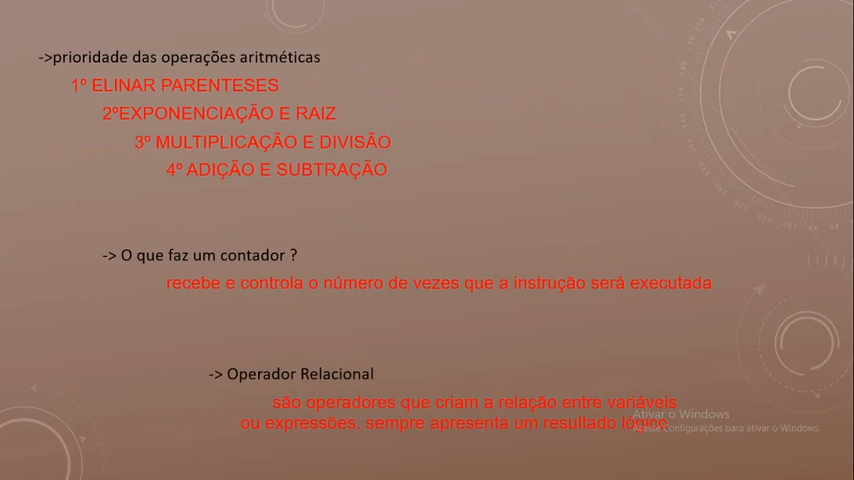 ->prioridade das operações aritméticas
1º ELINAR PARENTESES
2ºEXPONENCIAÇÃO E RAIZ
3º MULTIPLICAÇÃO E DIVISÃO
4º ADIÇÃO E SUBTRAÇÃO
-> O que faz um contador ?
recebe e controla o número de vezes que a instrução será executada
-> Operador Relacional
são operadores que criam a relação entre variáveis
ou expressões. sempre apresenta um resultado lógico
Ativar o Windows
Acesse Configurações para ativar o Windows.